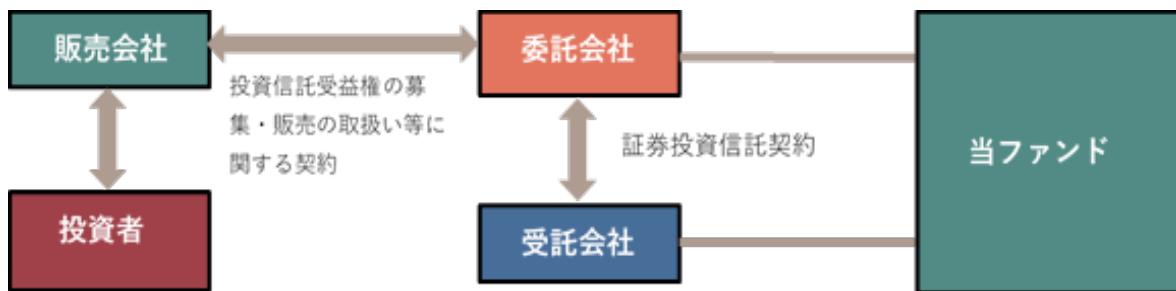 販売会社
委託会社
投資信託受益権の募
集・販売の取扱い等に
関する契約
証券投資信託契約
当ファンド
投資者
受託会社